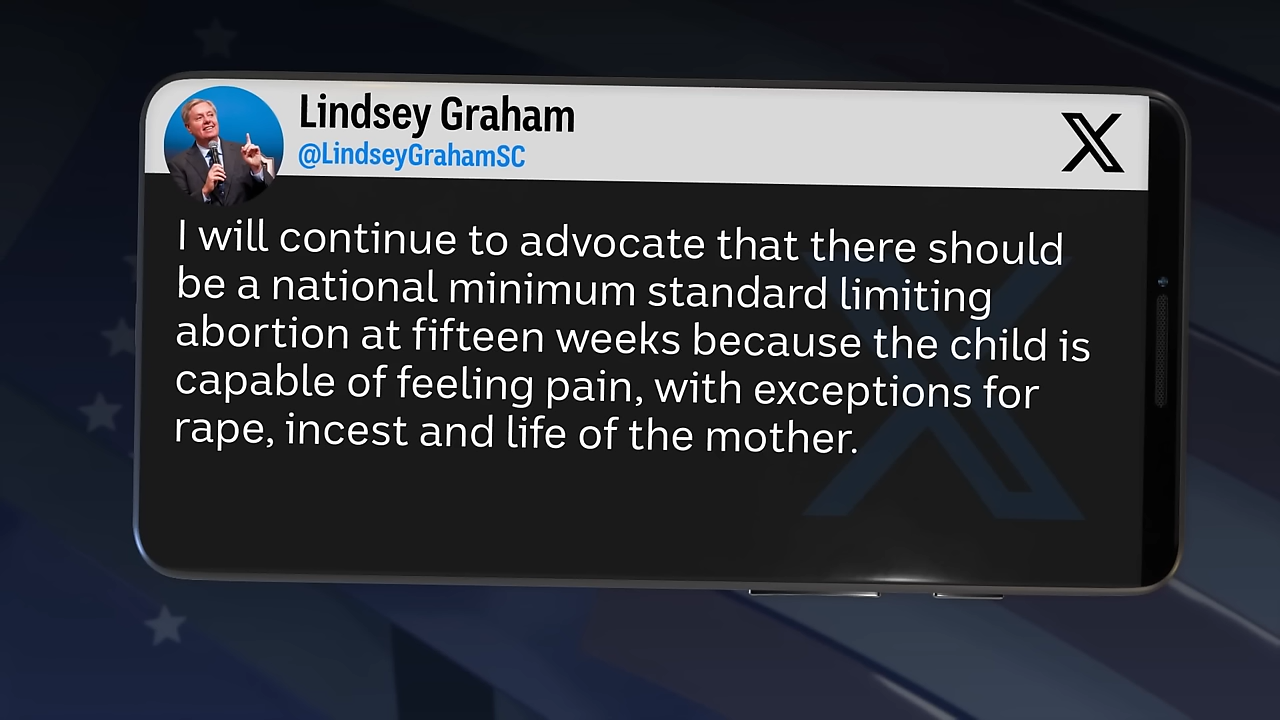 Lindsey Graham
@LindseyGrahamSC
I will continue to advocate that there should
be a national minimum standard limiting
abortion at fifteen weeks because the child is
capable of feeling pain, with exceptions for
rape, incest and life of the mother.